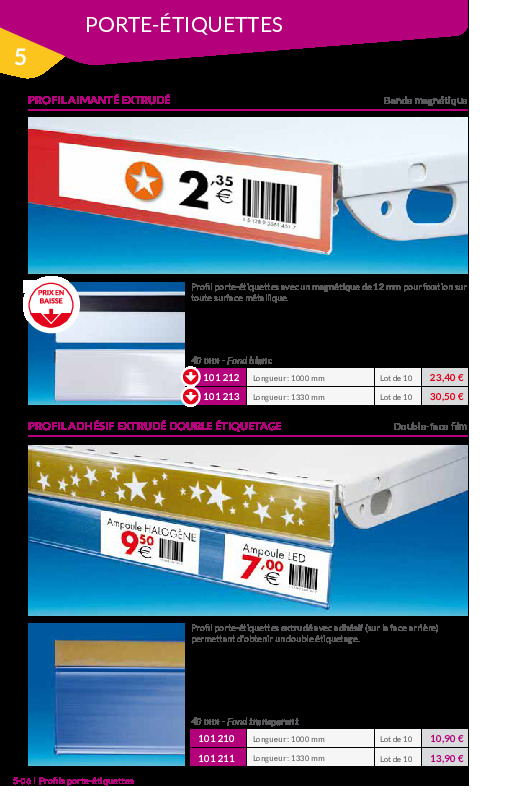 PORTE-ÉTIQUETTES
5
PROFIL AIMANTÉ EXTRUDÉ
Bande magnétique
2,35 €
PRIX EN
BAISSE
Profil porte-étiquettes avec un magnétique de 12 mm pour fixation sur
toute surface métallique.
40 mm - Fond blanc
101 212 Longueur : 1000 mm Lot de 10 23,40 €
101 213 Longueur : 1330 mm Lot de 10 30,50 €
PROFIL ADHÉSIF EXTRUDÉ DOUBLE ÉTIQUETAGE
Double-face film
Ampoule HALOGÈNE
9,50 €
Ampoule LED
7,00 €
Profil porte-étiquettes extrudé avec adhésif (sur la face arrière)
permettant d'obtenir un double étiquetage.
40 mm - Fond transparent
101 210 Longueur : 1000 mm Lot de 10 10,90 €
101 211 Longueur : 1330 mm Lot de 10 13,90 €
5-06 I Profils porte-étiquettes